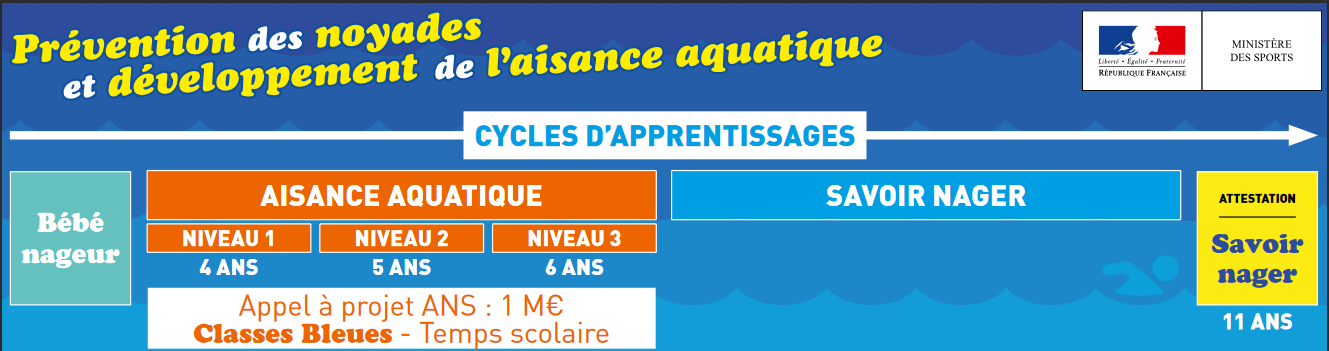 Prévention des noyades
et développement de l'aisance aquatique
Liberté • Égalité • Fraternité
RÉPUBLIQUE FRANÇAISE
MINISTÈRE
DES SPORTS
CYCLES D'APPRENTISSAGES
Bébé
nageur
AISANCE AQUATIQUE
NIVEAU 1
NIVEAU 2
NIVEAU 3
4 ANS
5 ANS
6 ANS
Appel à projet ANS : 1 M€
Classes Bleues - Temps scolaire
SAVOIR NAGER
ATTESTATION
Savoir
nager
11 ANS